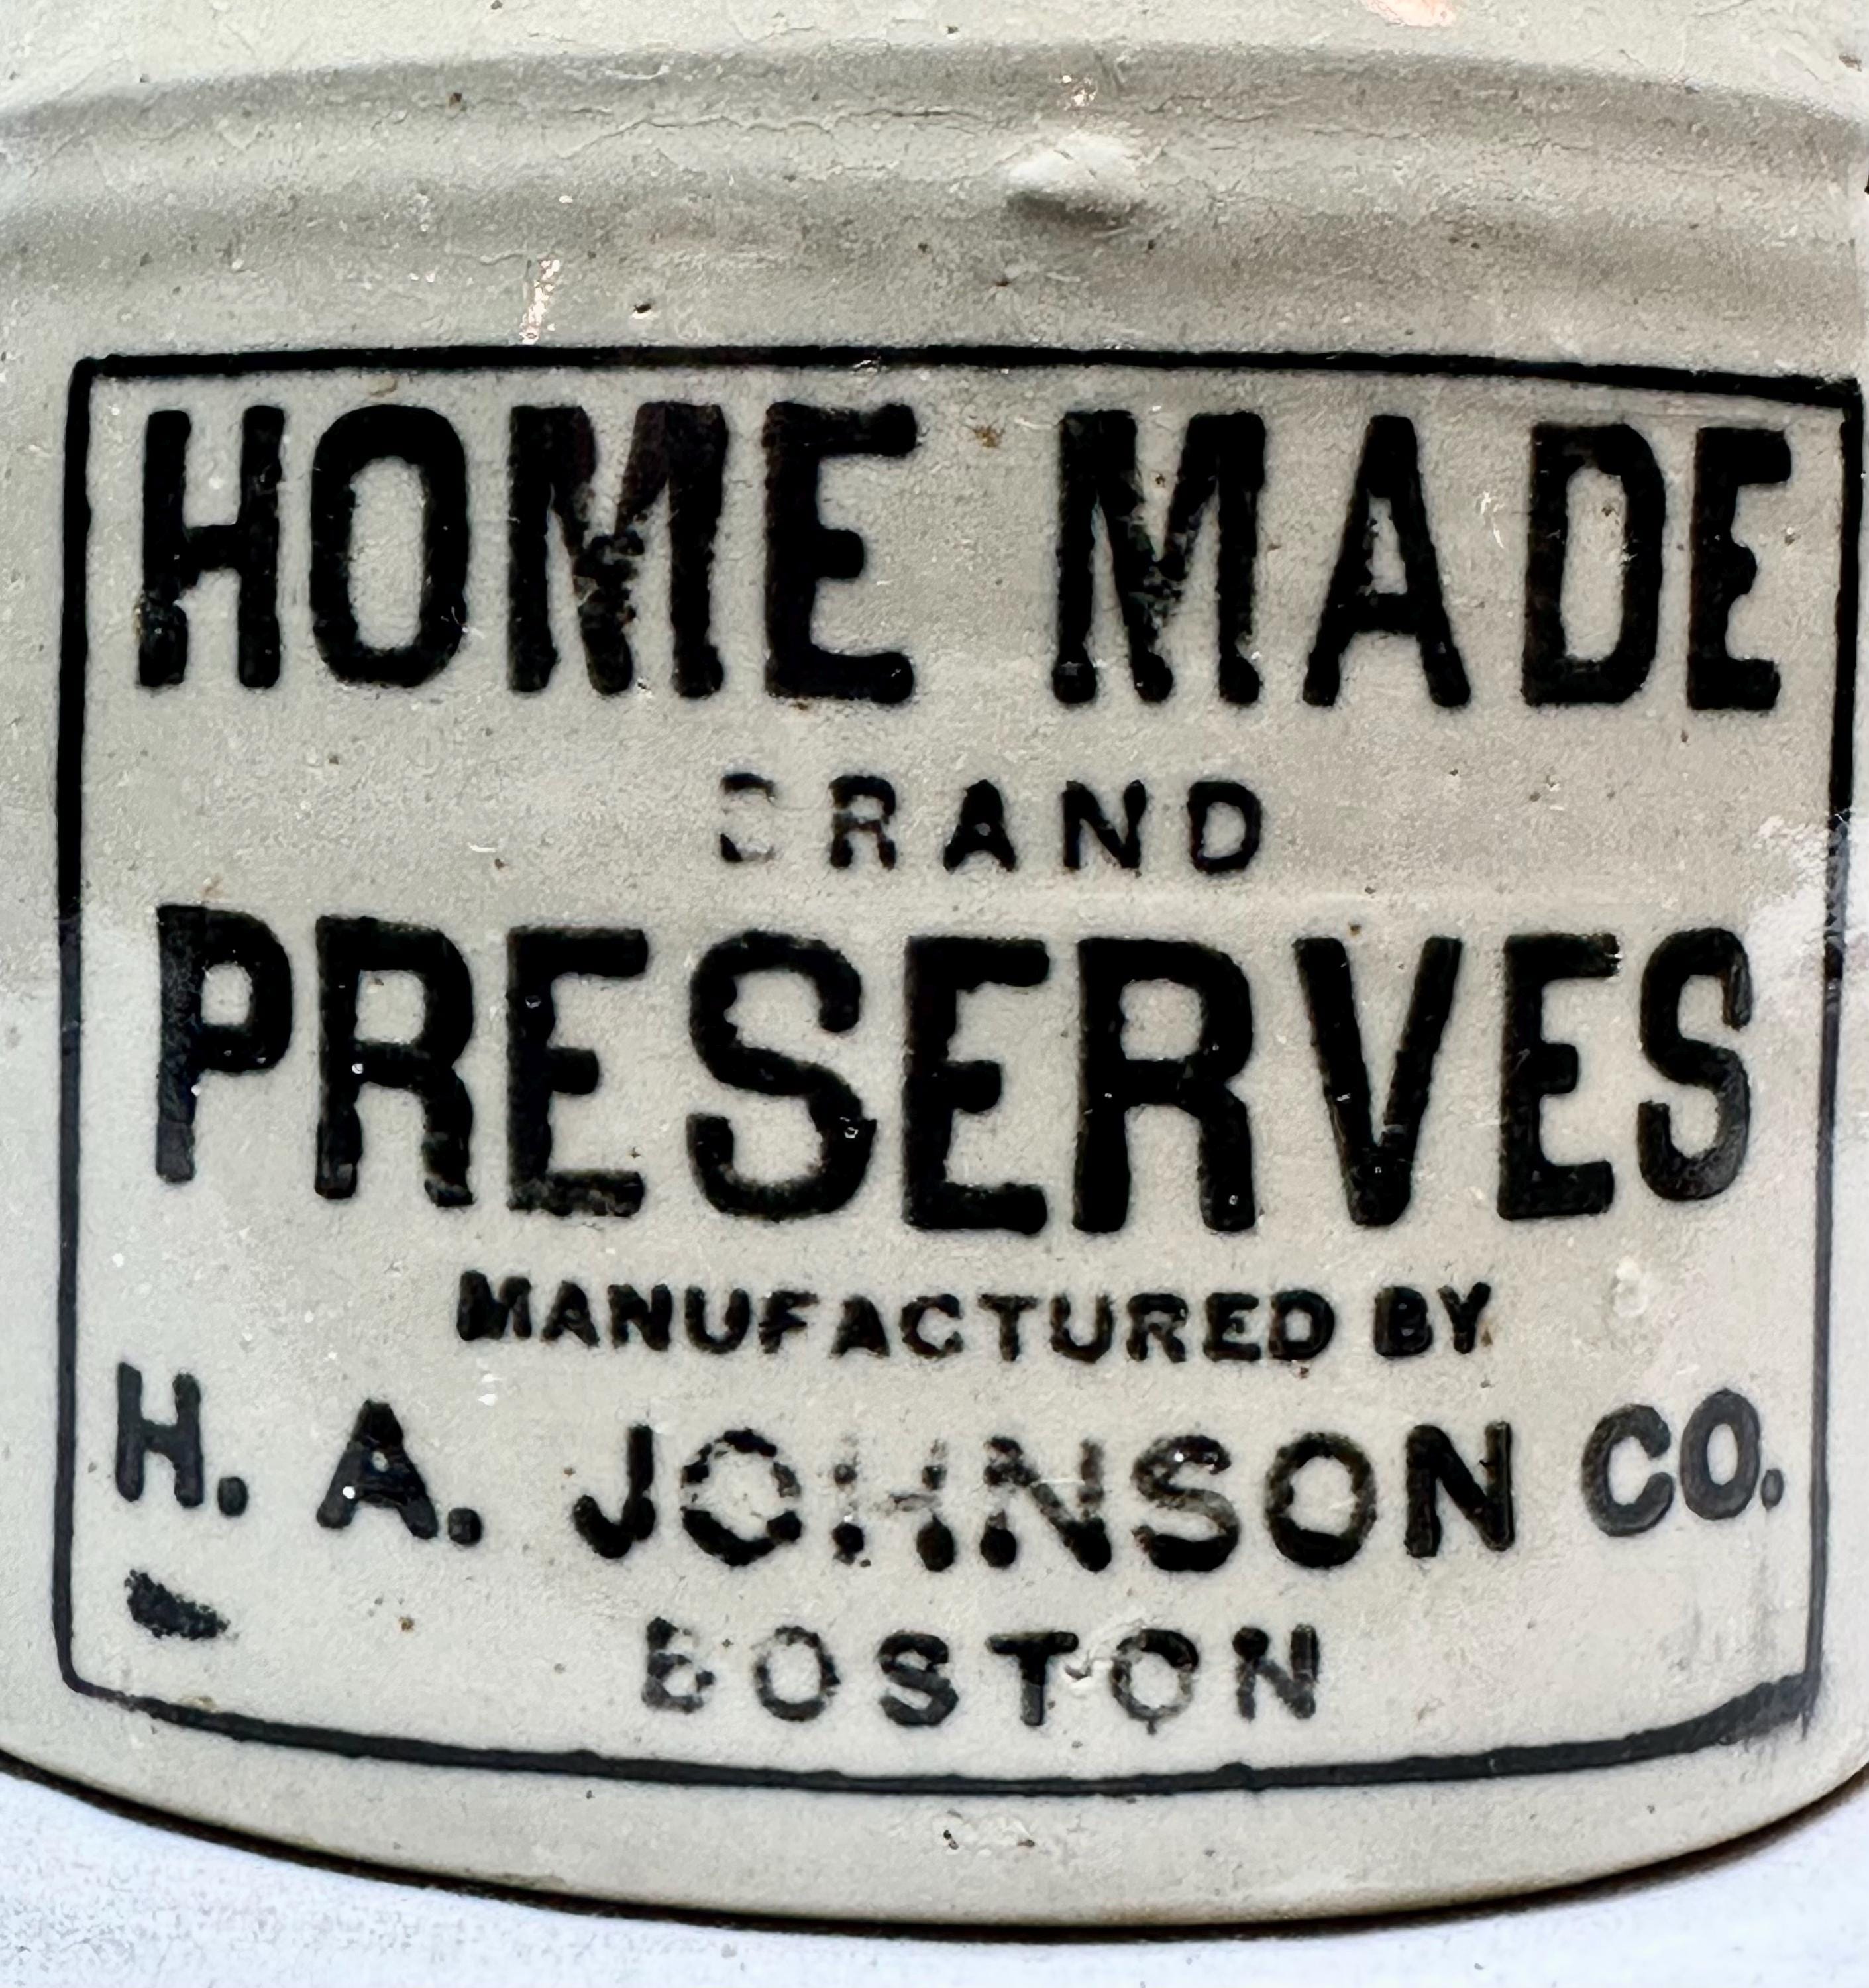 HOME MADE
BRAND
PRESERVES
MANUFACTURED BY
H. A. JOHNSON CO.
BOSTON